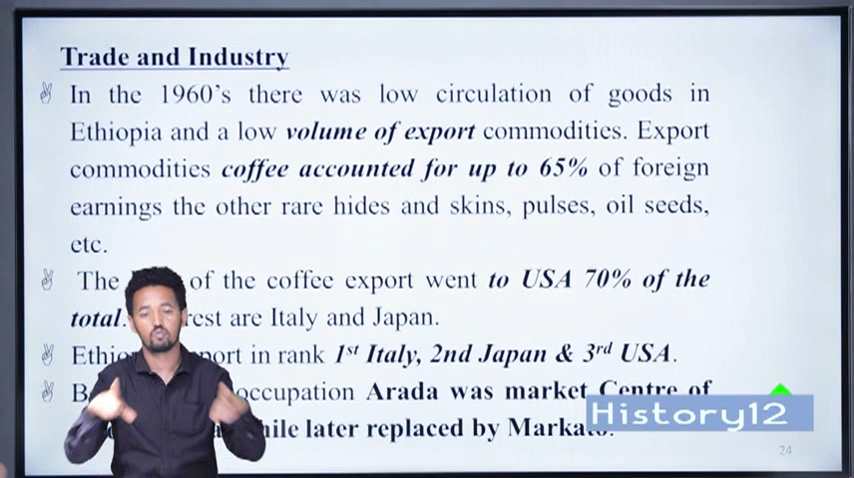 Trade and Industry
In the 1960's there was low circulation of goods in
Ethiopia and a low volume of export commodities. Export
commodities coffee accounted for up to 65% of foreign
earnings the other rare hides and skins, pulses, oil seeds,
etc.
The of the coffee export went to USA 70% of the
total. rest are Italy and Japan.
in rank 1st Italy, 2nd Japan & 3rd USA.
occupation Arada was market Centre of
later replaced by Markato.
History12
24